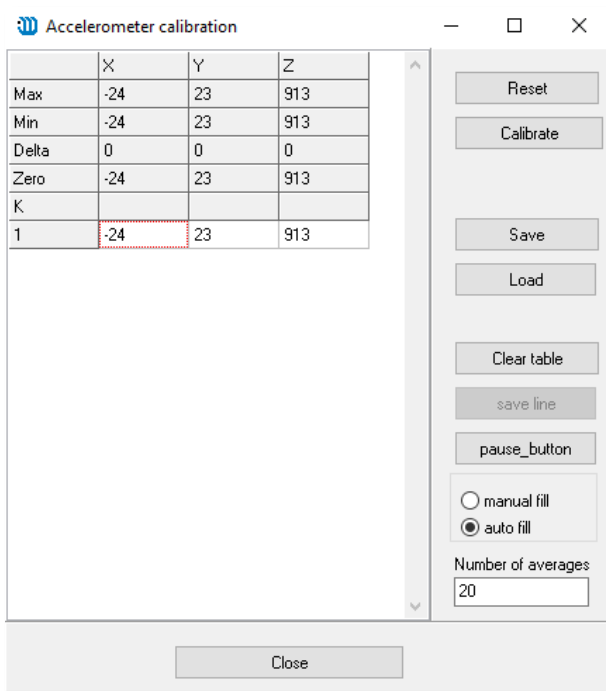 Accelerometer calibration
X Y Z
Max -24 23 913
Min -24 23 913
Delta 0 0 0
Zero -24 23 913
K
1 -24 23 913
Reset
Calibrate
Save
Load
Clear table
save line
pause_button
manual fill
auto fill
Number of averages
20
Close